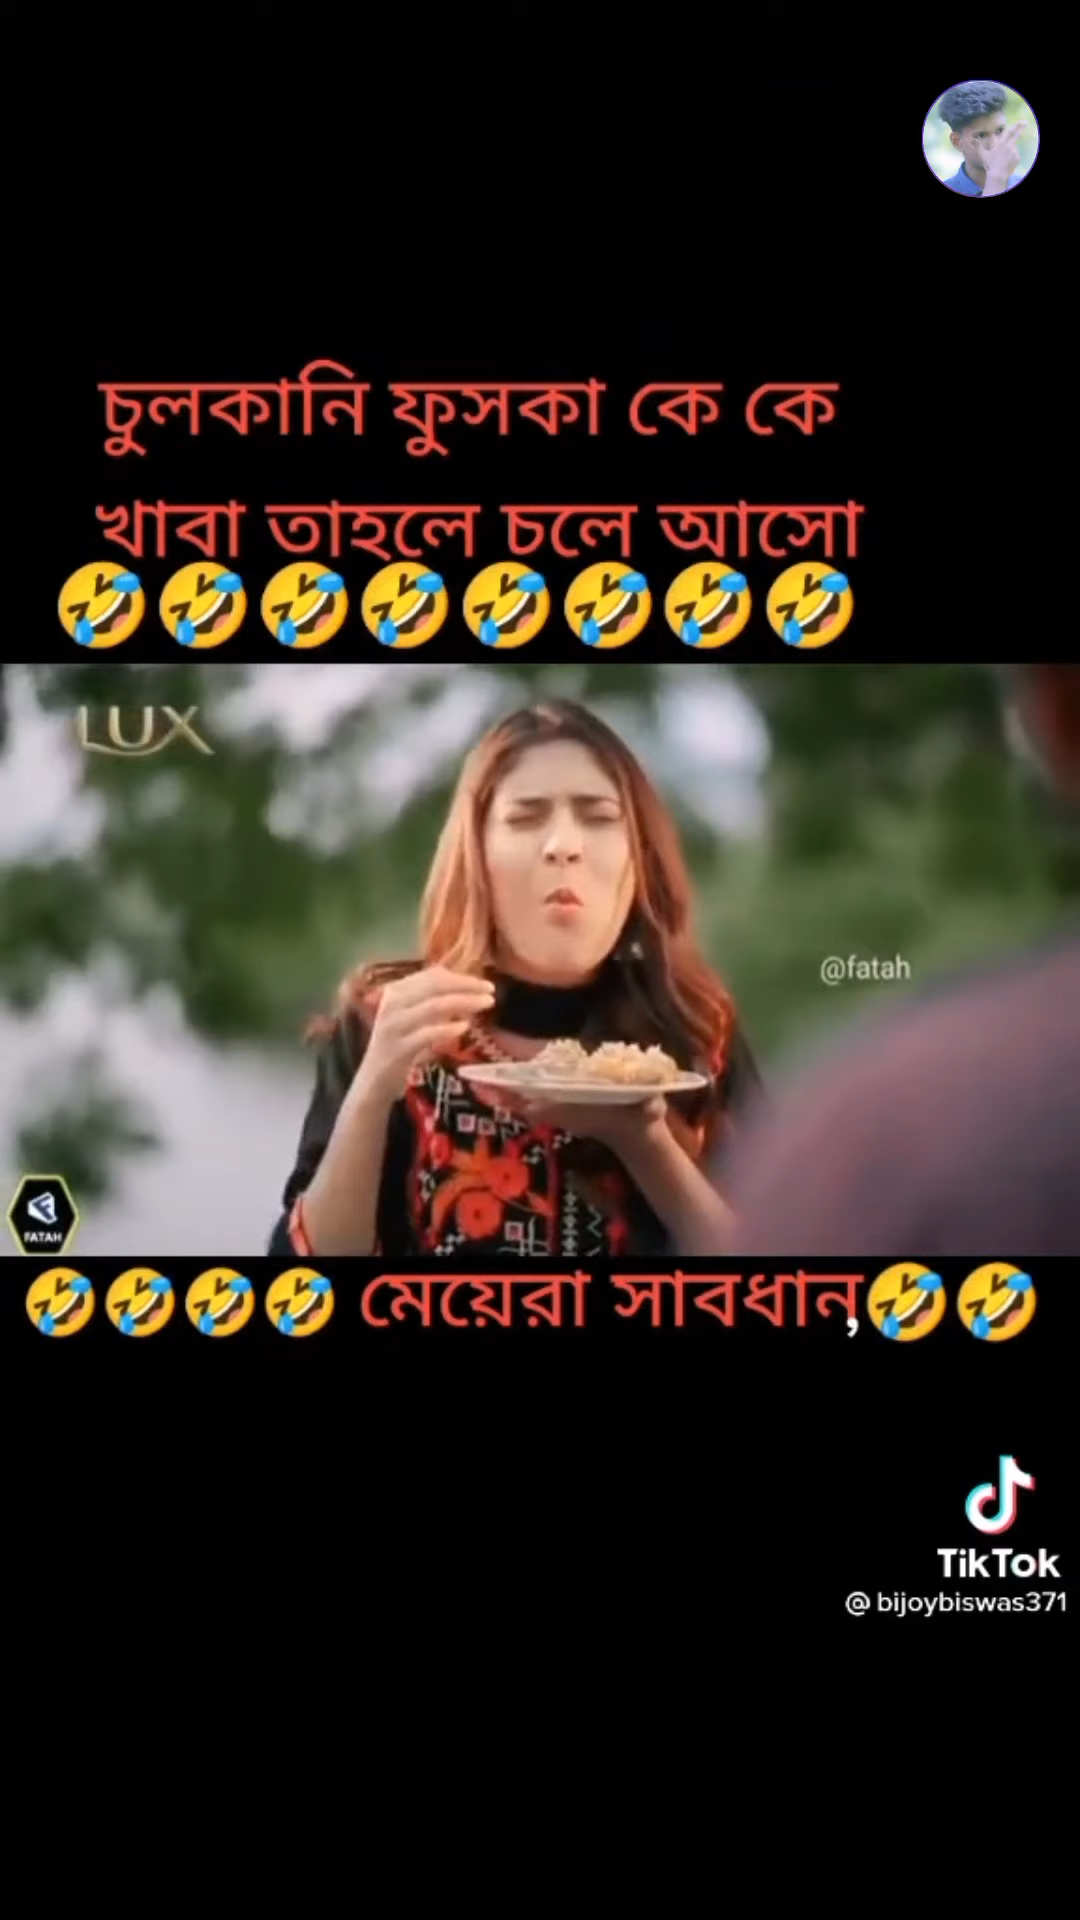 চুলকানি ফুসকা কে কে
খাবা তাহলে চলে আসো
🤣🤣🤣🤣🤣🤣🤣🤣
LUX
@fatah
FATAH
🤣🤣🤣🤣 মেয়েরা সাবধান,🤣🤣
TikTok
@bijoybiswas371